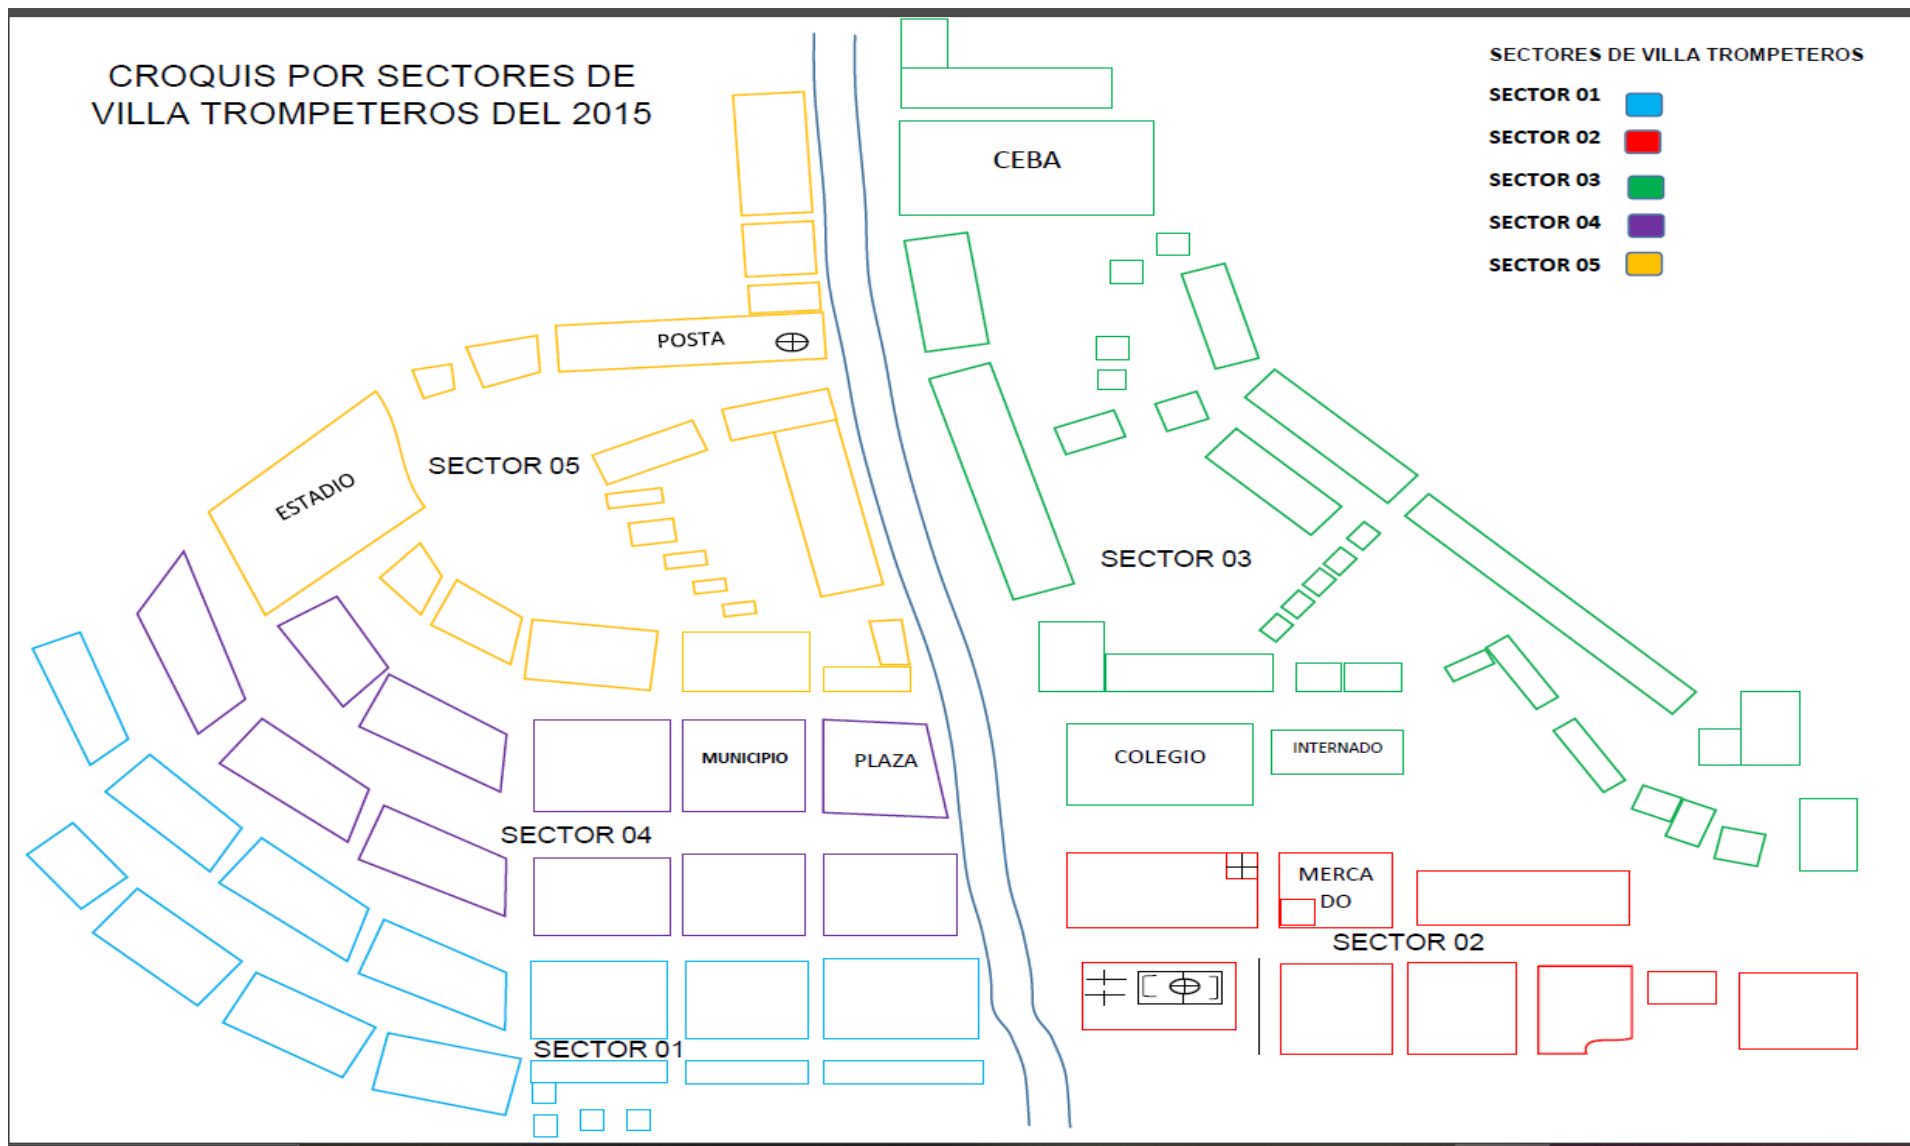 CROQUIS POR SECTORES DE
VILLA TROMPETEROS DEL 2015
SECTORES DE VILLA TROMPETEROS
SECTOR 01
SECTOR 02
SECTOR 03
SECTOR 04
SECTOR 05
CEBA
POSTA
SECTOR 05
ESTADIO
SECTOR 03
MUNICIPIO
PLAZA
COLEGIO
INTERNADO
SECTOR 04
MERCA
DO
SECTOR 02
SECTOR 01